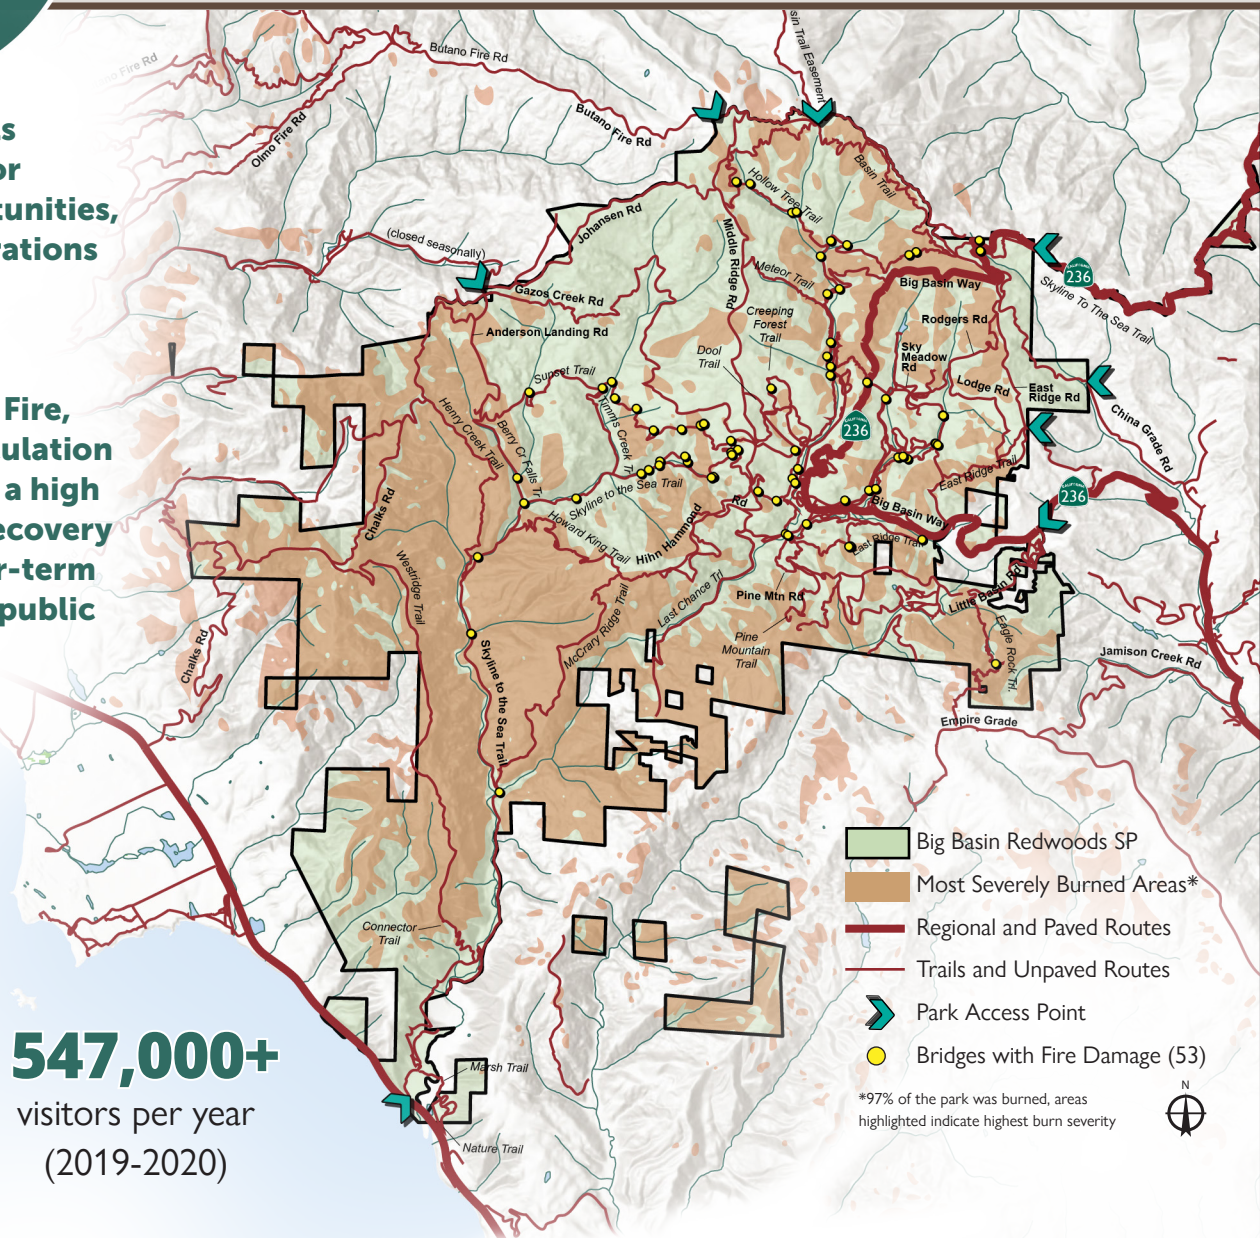 Fire Rd
Butano Fire Rd
sin Trail Easement
Butano Fire Rd
Olmo Fire Rd
s
or
tunities,
rations
Basin Trail
Hollow Tree Trail
Johansen Rd
Middle Ridge Rd
(closed seasonally)
Meteor Trail
236
Skyline To The Sea Trail
Big Basin Way
Gazos Creek Rd
Creeping
Forest
Trail
Rodgers Rd
Anderson Landing Rd
Sky
Meadow
Rd
Dool
Trail
Sunset Trail
Lodge Rd
East
Ridge Rd
Fire,
ulation
a high
ecovery
r-term
public
Henry Creek Trail
Berry Cr Falls Tr
Timms Creek Tr
236
China Grade Rd
East Ridge Trail
Skyline to the Sea Trail
236
Chalks Rd
Rd
Big Basin Way
Howard King Trail
Hihn Hammond
East Ridge Trail
Westridge Trail
Last Chance Trl
Pine Mtn Rd
Little Basin Rd
McCrary Ridge Trail
Eagle Rock Trl.
Chalks Rd
Pine
Mountain
Trail
Skyline to the Sea Trail
Jamison Creek Rd
Empire Grade
Connector
Trail
Big Basin Redwoods SP
Most Severely Burned Areas*
Regional and Paved Routes
Trails and Unpaved Routes
Park Access Point
Bridges with Fire Damage (53)
*97% of the park was burned, areas
highlighted indicate highest burn severity
N
547,000+
visitors per year
(2019-2020)
Marsh Trail
Nature Trail